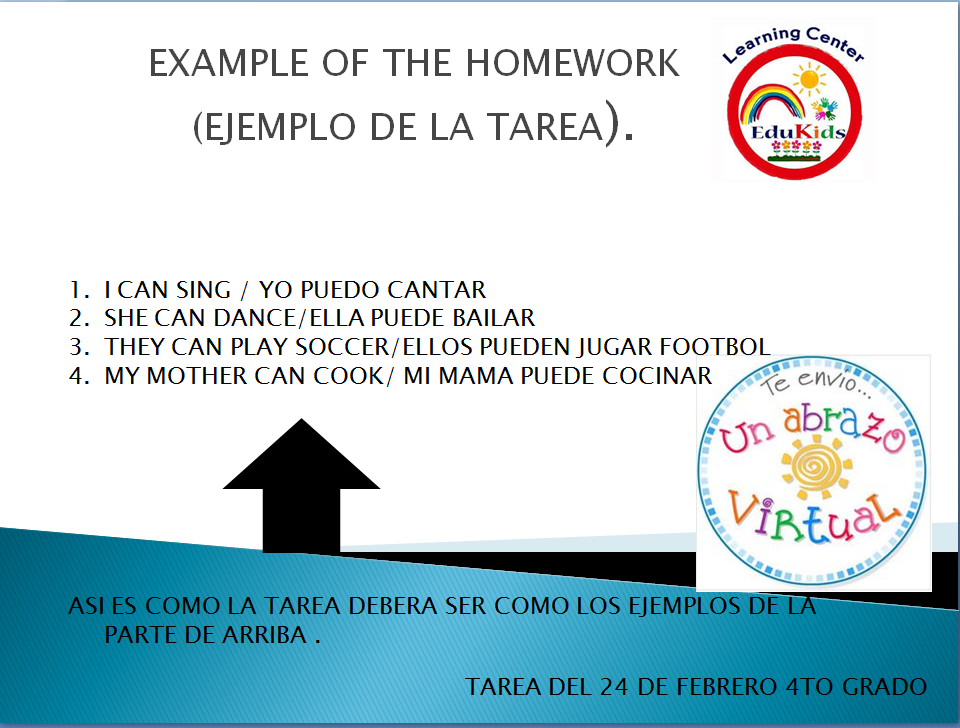 EXAMPLE OF THE HOMEWORK
(EJEMPLO DE LA TAREA).
Learning Center
EduKids
1. I CAN SING / YO PUEDO CANTAR
2. SHE CAN DANCE/ELLA PUEDE BAILAR
3. THEY CAN PLAY SOCCER/ELLOS PUEDEN JUGAR FOOTBOL
4. MY MOTHER CAN COOK/ MI MAMA PUEDE COCINAR
Te envío...
Un abrazo
Virtual
ASI ES COMO LA TAREA DEBERA SER COMO LOS EJEMPLOS DE LA
PARTE DE ARRIBA .
TAREA DEL 24 DE FEBRERO 4TO GRADO